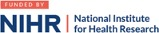 FUNDED BY
NIHR | National Institute
for Health Research